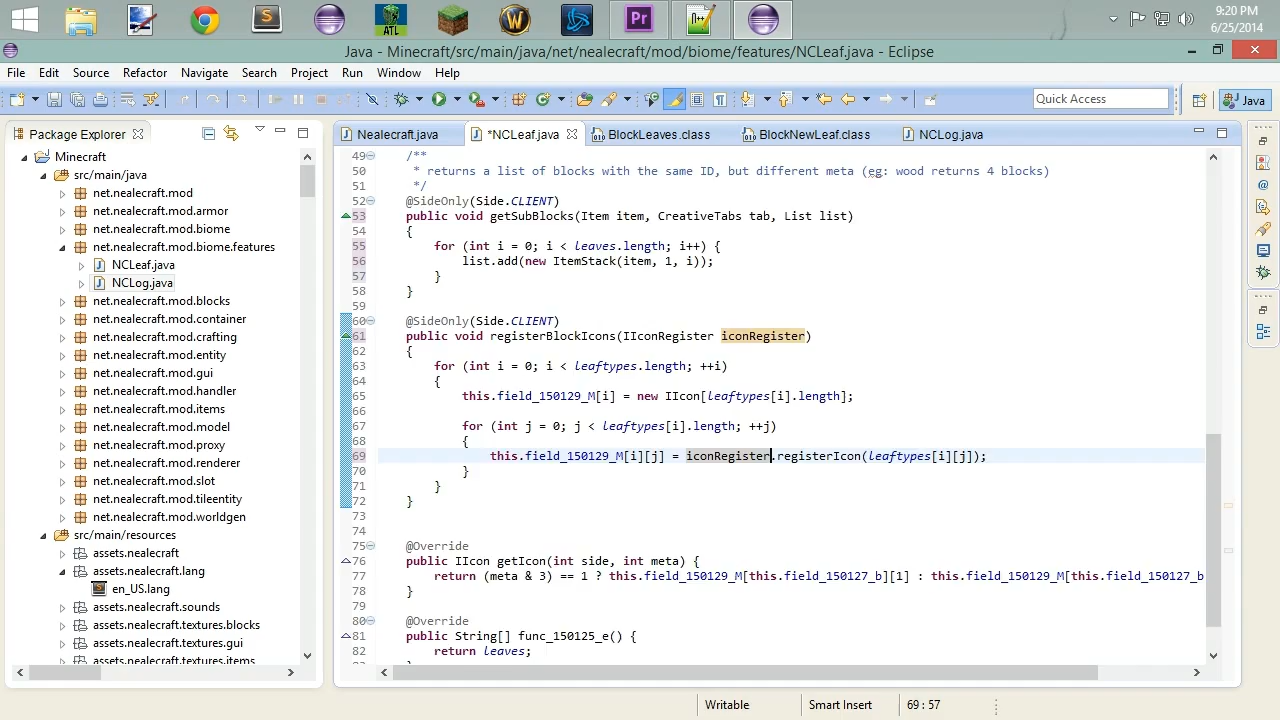 9:20 PM
6/25/2014
ATL
Pr
Java - Minecraft/src/main/java/net/nealecraft/mod/biome/features/NCLeaf.java - Eclipse
File Edit Source Refactor Navigate Search Project Run Window Help
Quick Access
Java
Package Explorer
Minecraft
src/main/java
net.nealecraft.mod
net.nealecraft.mod.armor
net.nealecraft.mod.biome
net.nealecraft.mod.biome.features
NCLeaf.java
NCLog.java
net.nealecraft.mod.blocks
net.nealecraft.mod.container
net.nealecraft.mod.crafting
net.nealecraft.mod.entity
net.nealecraft.mod.gui
net.nealecraft.mod.handler
net.nealecraft.mod.items
net.nealecraft.mod.model
net.nealecraft.mod.proxy
net.nealecraft.mod.renderer
net.nealecraft.mod.slot
net.nealecraft.mod.tileentity
net.nealecraft.mod.worldgen
src/main/resources
assets.nealecraft
assets.nealecraft.lang
en_US.lang
assets.nealecraft.sounds
assets.nealecraft.textures.blocks
assets.nealecraft.textures.gui
assets.nealecraft.textures.items
Nealecraft.java *NCLeaf.java BlockLeaves.class BlockNewLeaf.class NCLog.java
49 /**
50 * returns a list of blocks with the same ID, but different meta (eg: wood returns 4 blocks)
51 */
52 @SideOnly(Side.CLIENT)
53 public void getSubBlocks(Item item, CreativeTabs tab, List list)
54 {
55 for (int i = 0; i < leaves.length; i++) {
56 list.add(new ItemStack(item, 1, i));
57 }
58 }
59
60 @SideOnly(Side.CLIENT)
61 public void registerBlockIcons(IIconRegister iconRegister)
62 {
63 for (int i = 0; i < leaftypes.length; ++i)
64 {
65 this.field_150129_M[i] = new IIcon[leaftypes[i].length];
66
67 for (int j = 0; j < leaftypes[i].length; ++j)
68 {
69 this.field_150129_M[i][j] = iconRegister.registerIcon(leaftypes[i][j]);
70 }
71 }
72 }
73
74
75 @Override
76 public IIcon getIcon(int side, int meta) {
77 return (meta & 3) == 1 ? this.field_150129_M[this.field_150127_b][1] : this.field_150129_M[this.field_150127_b
78 }
79
80 @Override
81 public String[] func_150125_e() {
82 return leaves;
Writable Smart Insert 69 : 57